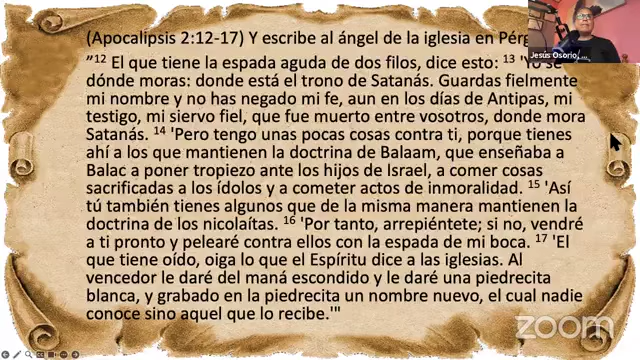 (Apocalipsis 2:12-17) Y escribe al ángel de la iglesia en Pérg
"12 El que tiene la espada aguda de dos filos, dice esto: 13 'Yo sé
dónde moras: donde está el trono de Satanás. Guardas fielmente
mi nombre y no has negado mi fe, aun en los días de Antipas, mi
testigo, mi siervo fiel, que fue muerto entre vosotros, donde mora
Satanás. 14 'Pero tengo unas pocas cosas contra ti, porque tienes
ahí a los que mantienen la doctrina de Balaam, que enseñaba a
Balac a poner tropiezo ante los hijos de Israel, a comer cosas
sacrificadas a los ídolos y a cometer actos de inmoralidad. 15 'Así
tú también tienes algunos que de la misma manera mantienen la
doctrina de los nicolaítas. 16 'Por tanto, arrepiéntete; si no, vendré
a ti pronto y pelearé contra ellos con la espada de mi boca. 17 'El
que tiene oído, oiga lo que el Espíritu dice a las iglesias. Al
vencedor le daré del maná escondido y le daré una piedrecita
blanca, y grabado en la piedrecita un nombre nuevo, el cual nadie
conoce sino aquel que lo recibe.'"
Jesús Osorio,
zoom